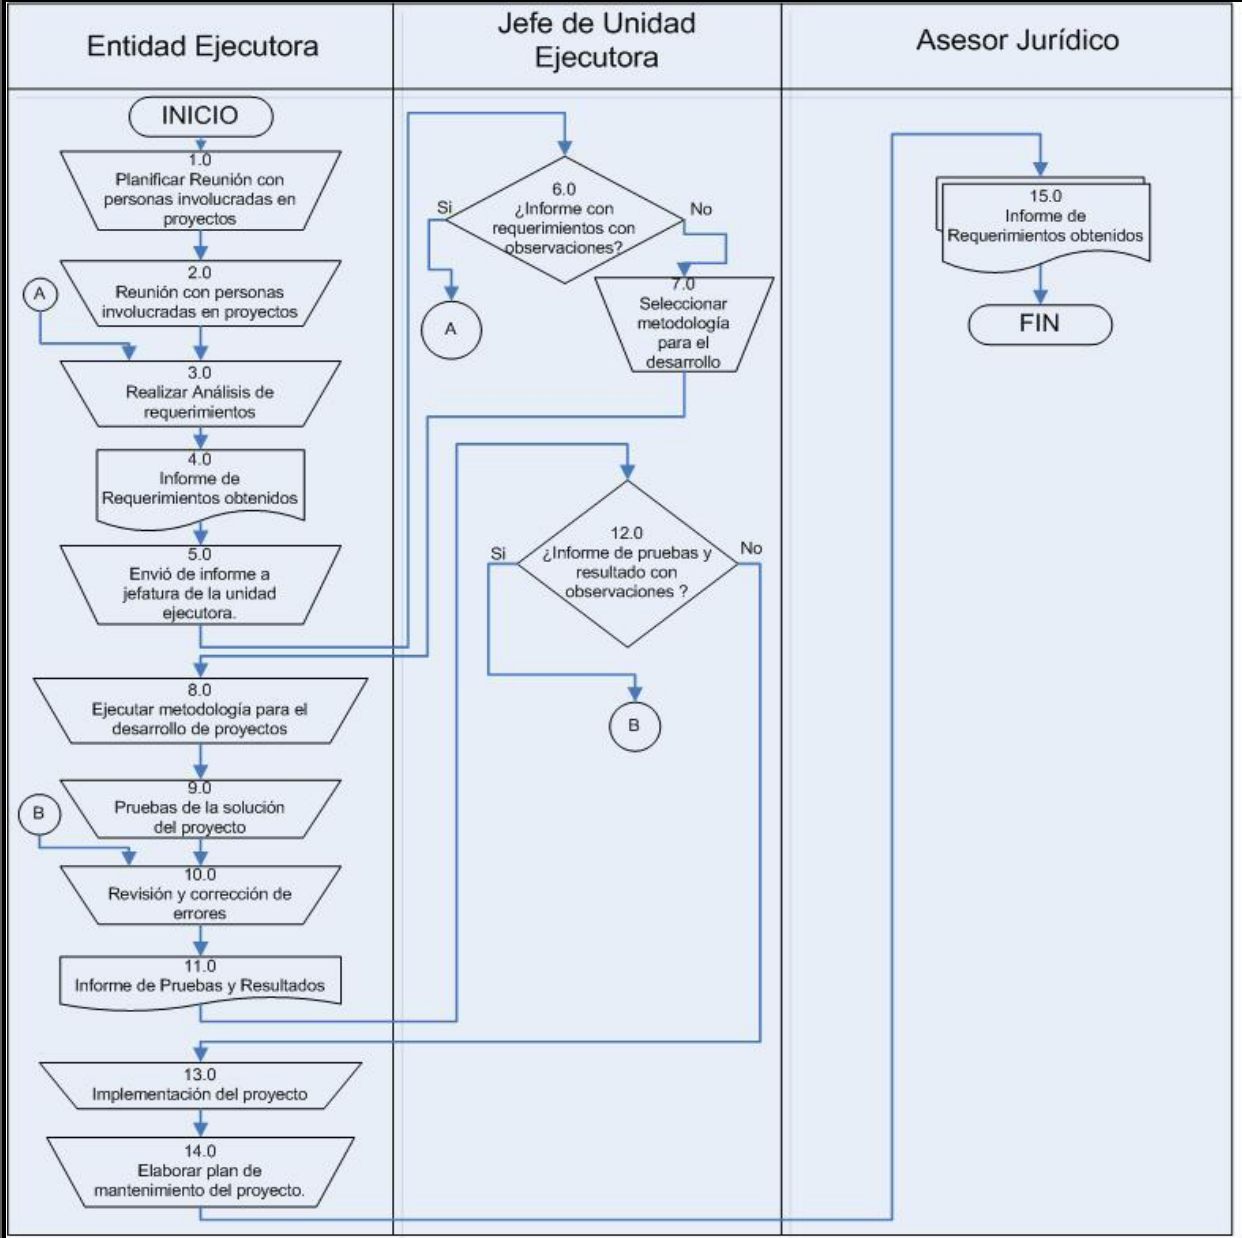 Entidad Ejecutora
Jefe de Unidad
Ejecutora
Asesor Jurídico
INICIO
1.0
Planificar Reunión con
personas involucradas en
proyectos
2.0
Reunión con personas
involucradas en proyectos
A
3.0
Realizar Análisis de
requerimientos
4.0
Informe de
Requerimientos obtenidos
5.0
Envió de informe a
jefatura de la unidad
ejecutora.
8.0
Ejecutar metodología para el
desarrollo de proyectos
9.0
Pruebas de la solución
del proyecto
B
10.0
Revisión y corrección de
errores
11.0
Informe de Pruebas y Resultados
13.0
Implementación del proyecto
14.0
Elaborar plan de
mantenimiento del proyecto.
6.0
¿Informe con
requerimientos con
observaciones?
Si
No
A
7.0
Seleccionar
metodología
para el
desarrollo
12.0
¿Informe de pruebas y
resultado con
observaciones ?
Si
No
B
15.0
Informe de
Requerimientos obtenidos
FIN